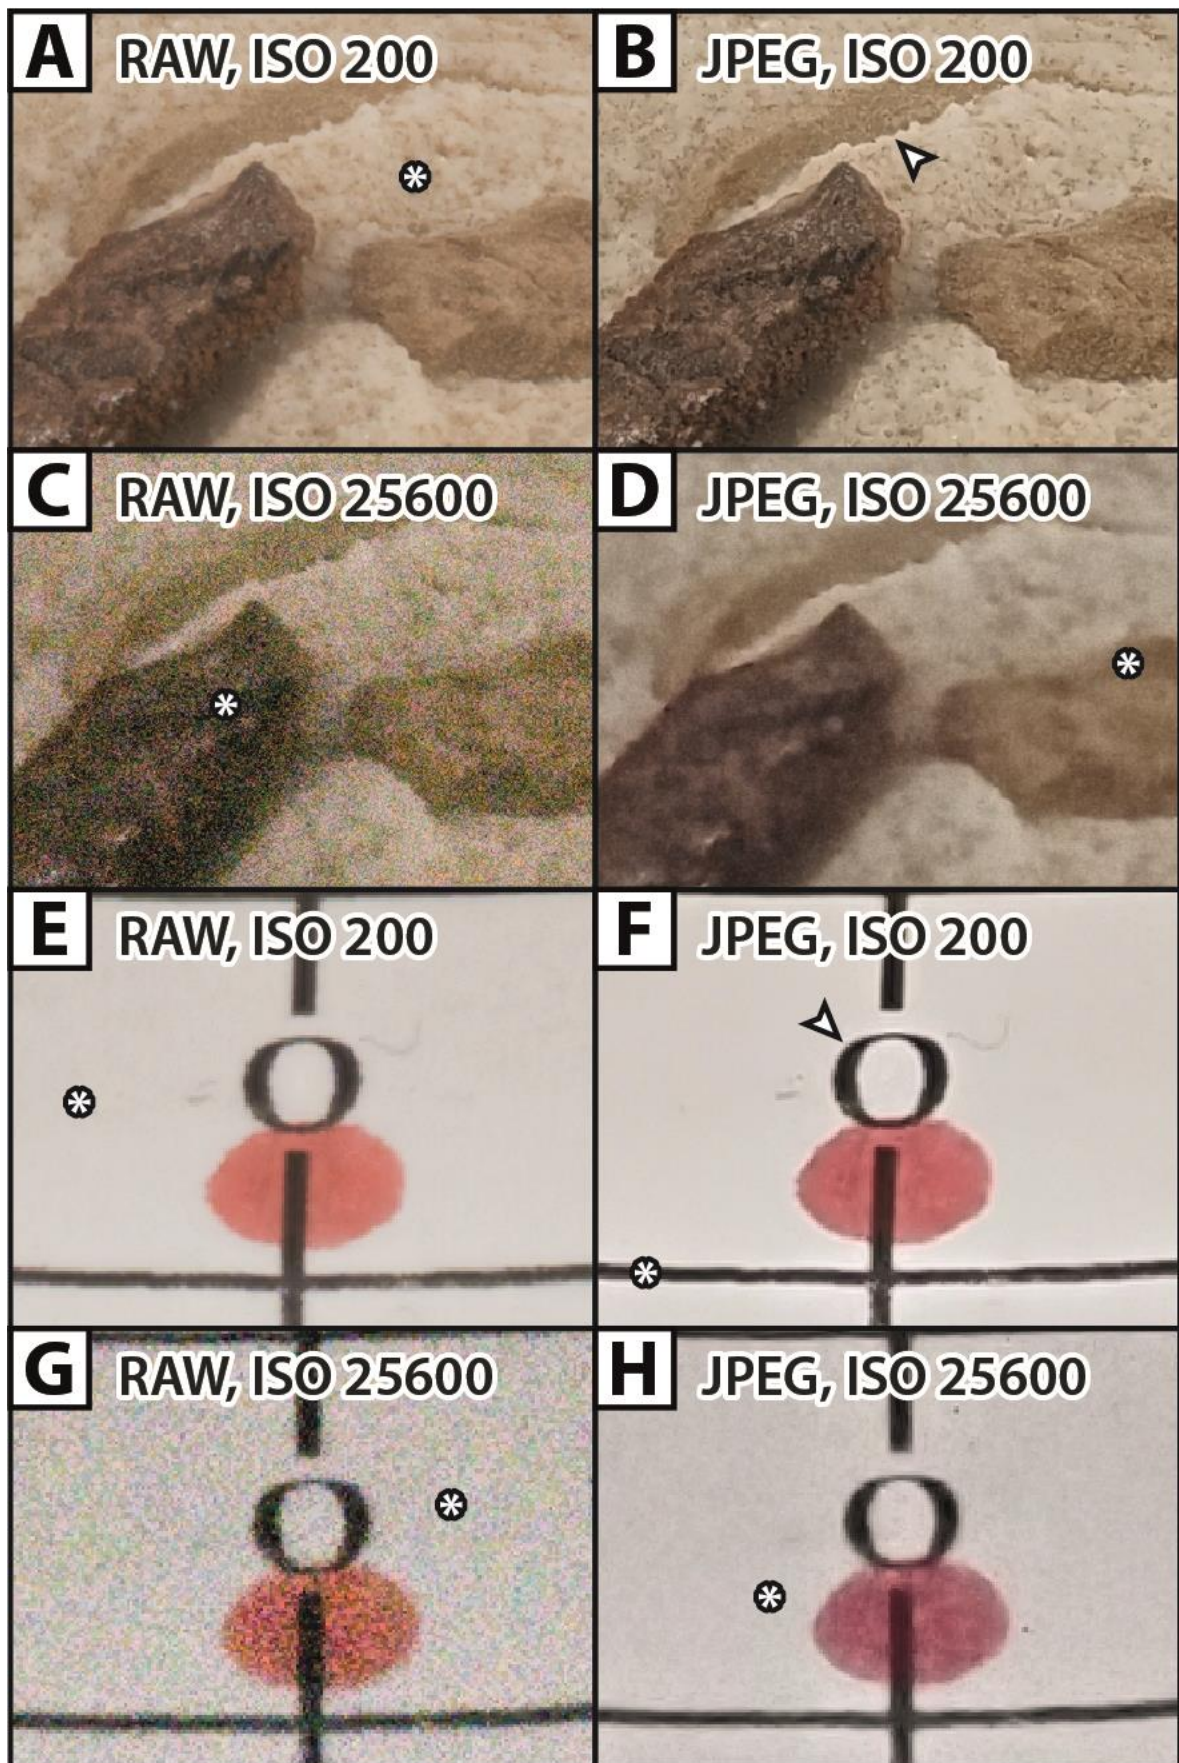 A RAW, ISO 200
B JPEG, ISO 200
C RAW, ISO 25600
D JPEG, ISO 25600
E RAW, ISO 200
F JPEG, ISO 200
O
O
G RAW, ISO 25600
H JPEG, ISO 25600
O
O